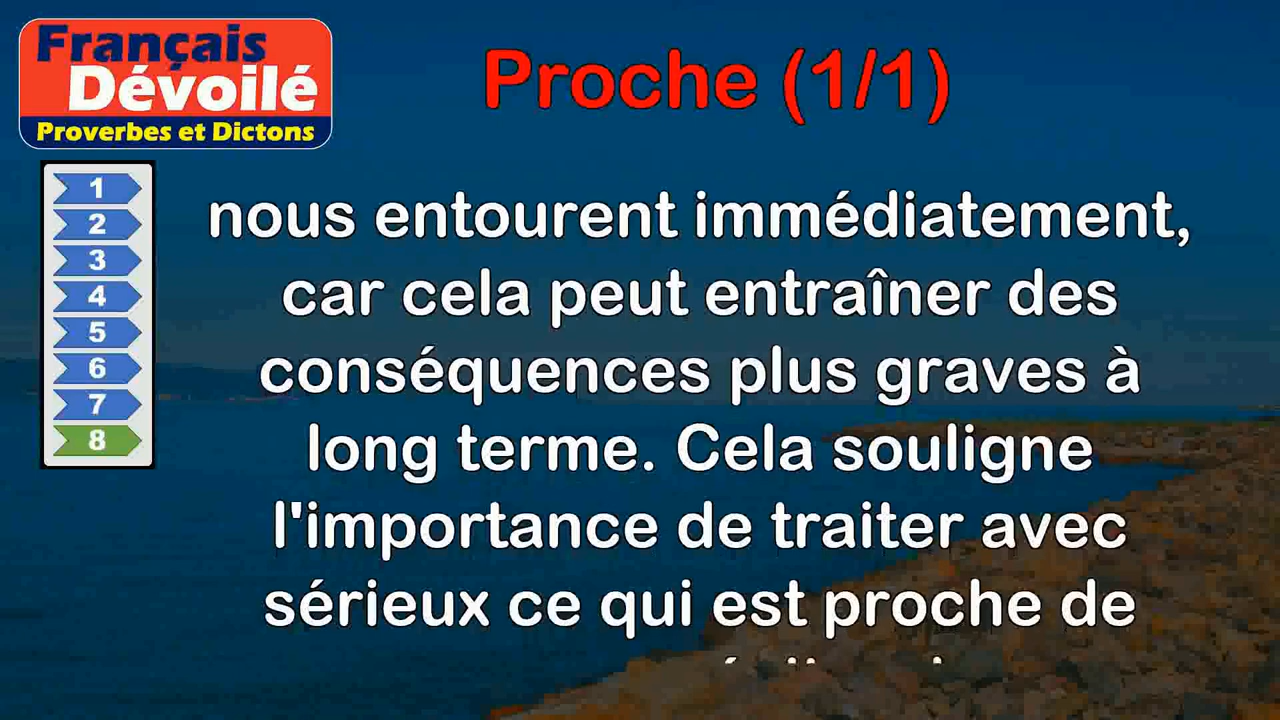 Français
Dévoilé
Proverbes et Dictons
Proche (1/1)
1
2
3
4
5
6
7
8
nous entourent immédiatement,
car cela peut entraîner des
conséquences plus graves à
long terme. Cela souligne
l'importance de traiter avec
sérieux ce qui est proche de